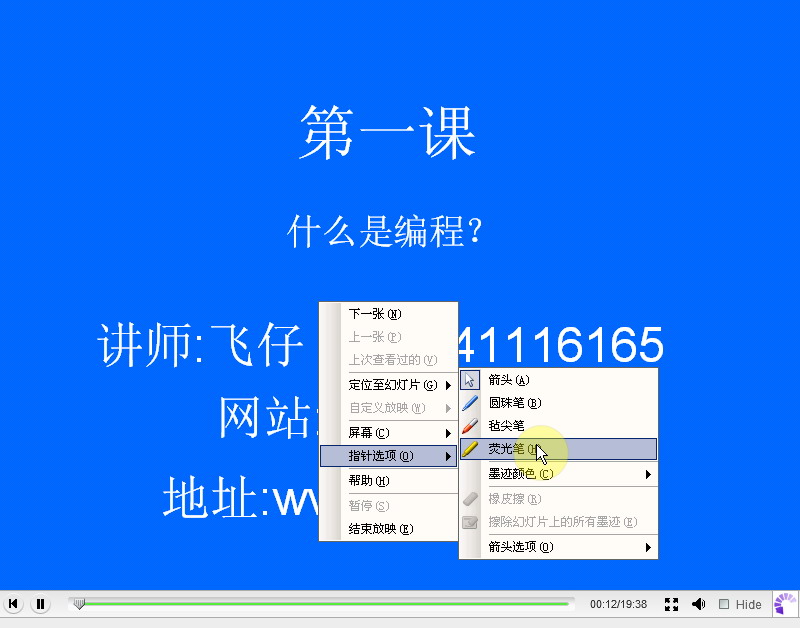 第一课
什么是编程?
讲师:飞仔
41116165
网站:
地址:w
下一张(N)
上一张(P)
上次查看过的(V)
定位至幻灯片(G)
自定义放映(W)
屏幕(C)
指针选项(O)
帮助(H)
暂停(S)
结束放映(E)
箭头(A)
圆珠笔(B)
毡尖笔
荧光笔(H)
墨迹颜色(C)
橡皮擦(R)
擦除幻灯片上的所有墨迹(E)
箭头选项(O)
00:12/19:38
Hide